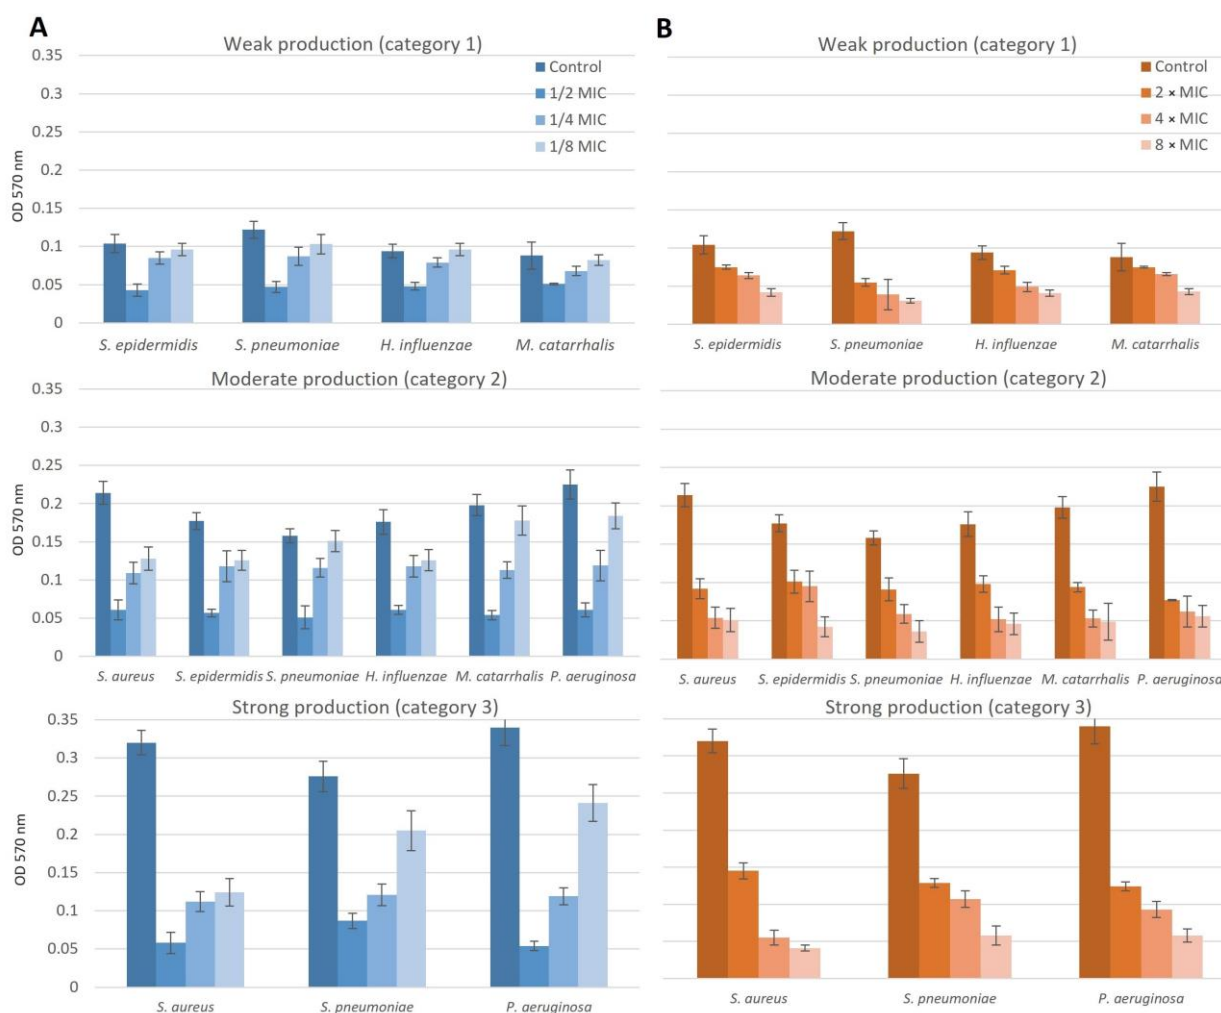 A
Weak production (category 1)
0.35
0.3
0.25
0.2
0.15
0.1
0.05
0
OD 570 nm
Control
1/2 MIC
1/4 MIC
1/8 MIC
S. epidermidis S. pneumoniae H. influenzae M. catarrhalis
Moderate production (category 2)
0.35
0.3
0.25
0.2
0.15
0.1
0.05
0
OD 570 nm
S. aureus S. epidermidis S. pneumoniae H. influenzae M. catarrhalis P. aeruginosa
Strong production (category 3)
0.35
0.3
0.25
0.2
0.15
0.1
0.05
0
OD 570 nm
S. aureus S. pneumoniae P. aeruginosa
B
Weak production (category 1)
Control
2 × MIC
4 × MIC
8 × MIC
S. epidermidis S. pneumoniae H. influenzae M. catarrhalis
Moderate production (category 2)
S. aureus S. epidermidis S. pneumoniae H. influenzae M. catarrhalis P. aeruginosa
Strong production (category 3)
S. aureus S. pneumoniae P. aeruginosa